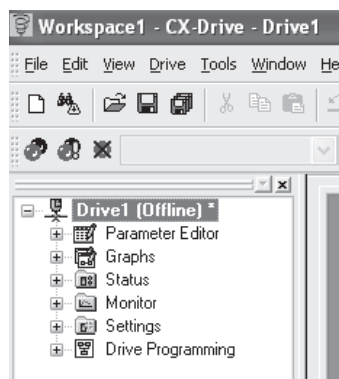 Workspace1 - CX-Drive - Drive1
File Edit View Drive Tools Window He
Drive1 (Offline) *
Parameter Editor
Graphs
Status
Monitor
Settings
Drive Programming